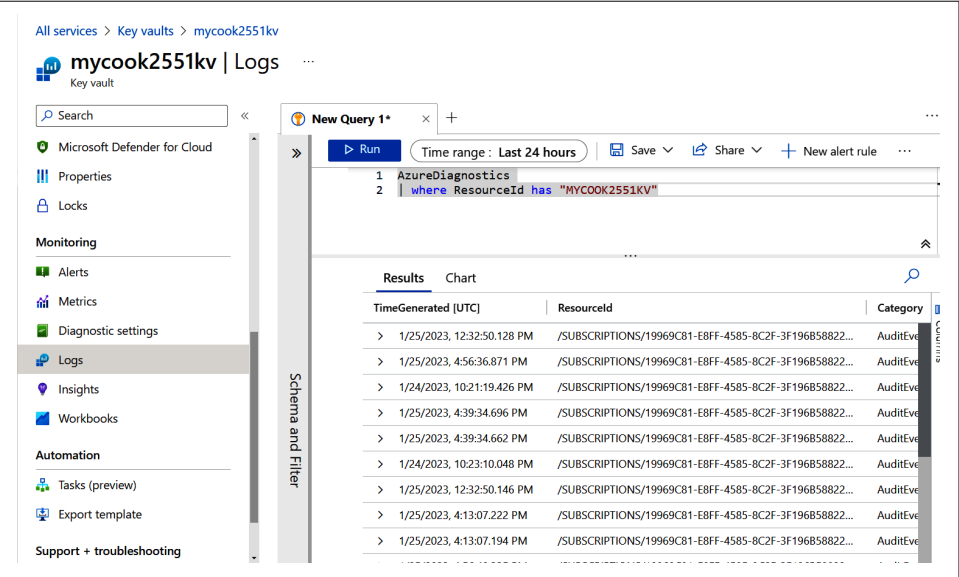 All services > Key vaults > mycook2551kv
mycook2551kv | Logs ...
Key vault
Search
«
Microsoft Defender for Cloud
Properties
Locks
Monitoring
Alerts
Metrics
Diagnostic settings
Logs
Insights
Workbooks
Automation
Tasks (preview)
Export template
Support + troubleshooting
New Query 1* × + ...
» Run Time range : Last 24 hours Save Share New alert rule ...
1 AzureDiagnostics
2 | where ResourceId has "MYCOOK2551KV"
...
Schema and Filter
Results Chart
TimeGenerated [UTC] ResourceId Category
> 1/25/2023, 12:32:50.128 PM /SUBSCRIPTIONS/19969C81-E8FF-4585-8C2F-3F196B58822... AuditEve
> 1/25/2023, 4:56:36.871 PM /SUBSCRIPTIONS/19969C81-E8FF-4585-8C2F-3F196B58822... AuditEve
> 1/24/2023, 10:21:19.426 PM /SUBSCRIPTIONS/19969C81-E8FF-4585-8C2F-3F196B58822... AuditEve
> 1/25/2023, 4:39:34.696 PM /SUBSCRIPTIONS/19969C81-E8FF-4585-8C2F-3F196B58822... AuditEve
> 1/25/2023, 4:39:34.662 PM /SUBSCRIPTIONS/19969C81-E8FF-4585-8C2F-3F196B58822... AuditEve
> 1/24/2023, 10:23:10.048 PM /SUBSCRIPTIONS/19969C81-E8FF-4585-8C2F-3F196B58822... AuditEve
> 1/25/2023, 12:32:50.146 PM /SUBSCRIPTIONS/19969C81-E8FF-4585-8C2F-3F196B58822... AuditEve
> 1/25/2023, 4:13:07.222 PM /SUBSCRIPTIONS/19969C81-E8FF-4585-8C2F-3F196B58822... AuditEve
> 1/25/2023, 4:13:07.194 PM /SUBSCRIPTIONS/19969C81-E8FF-4585-8C2F-3F196B58822... AuditEve